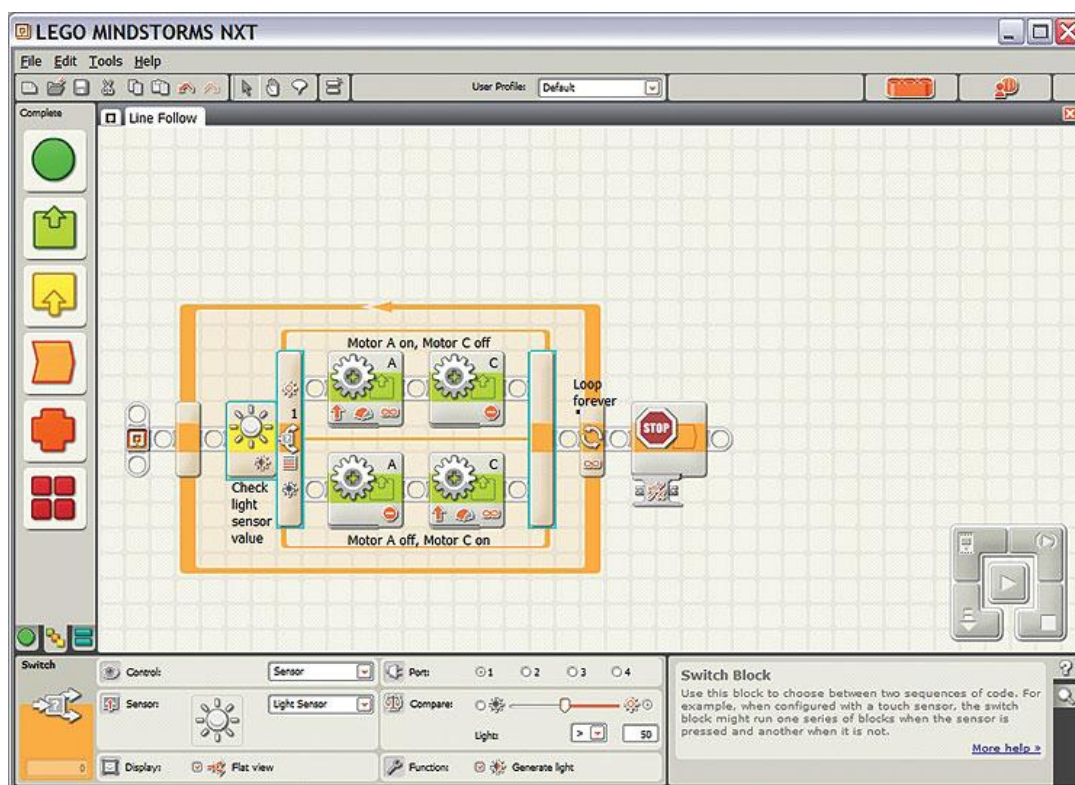 LEGO MINDSTORMS NXT
File Edit Tools Help
User Profile: Default
Complete
Line Follow
Motor A on, Motor C off
A
C
1
Loop
forever
STOP
A
C
Check
light
sensor
value
Motor A off, Motor C on
Switch
0
Control: Sensor
Sensor: Light Sensor
Display: Flat view
Port: 1 2 3 4
Compare:
Light: > 50
Function: Generate light
Switch Block
Use this block to choose between two sequences of code. For
example, when configured with a touch sensor, the switch
block might run one series of blocks when the sensor is
pressed and another when it is not.
More help »
?